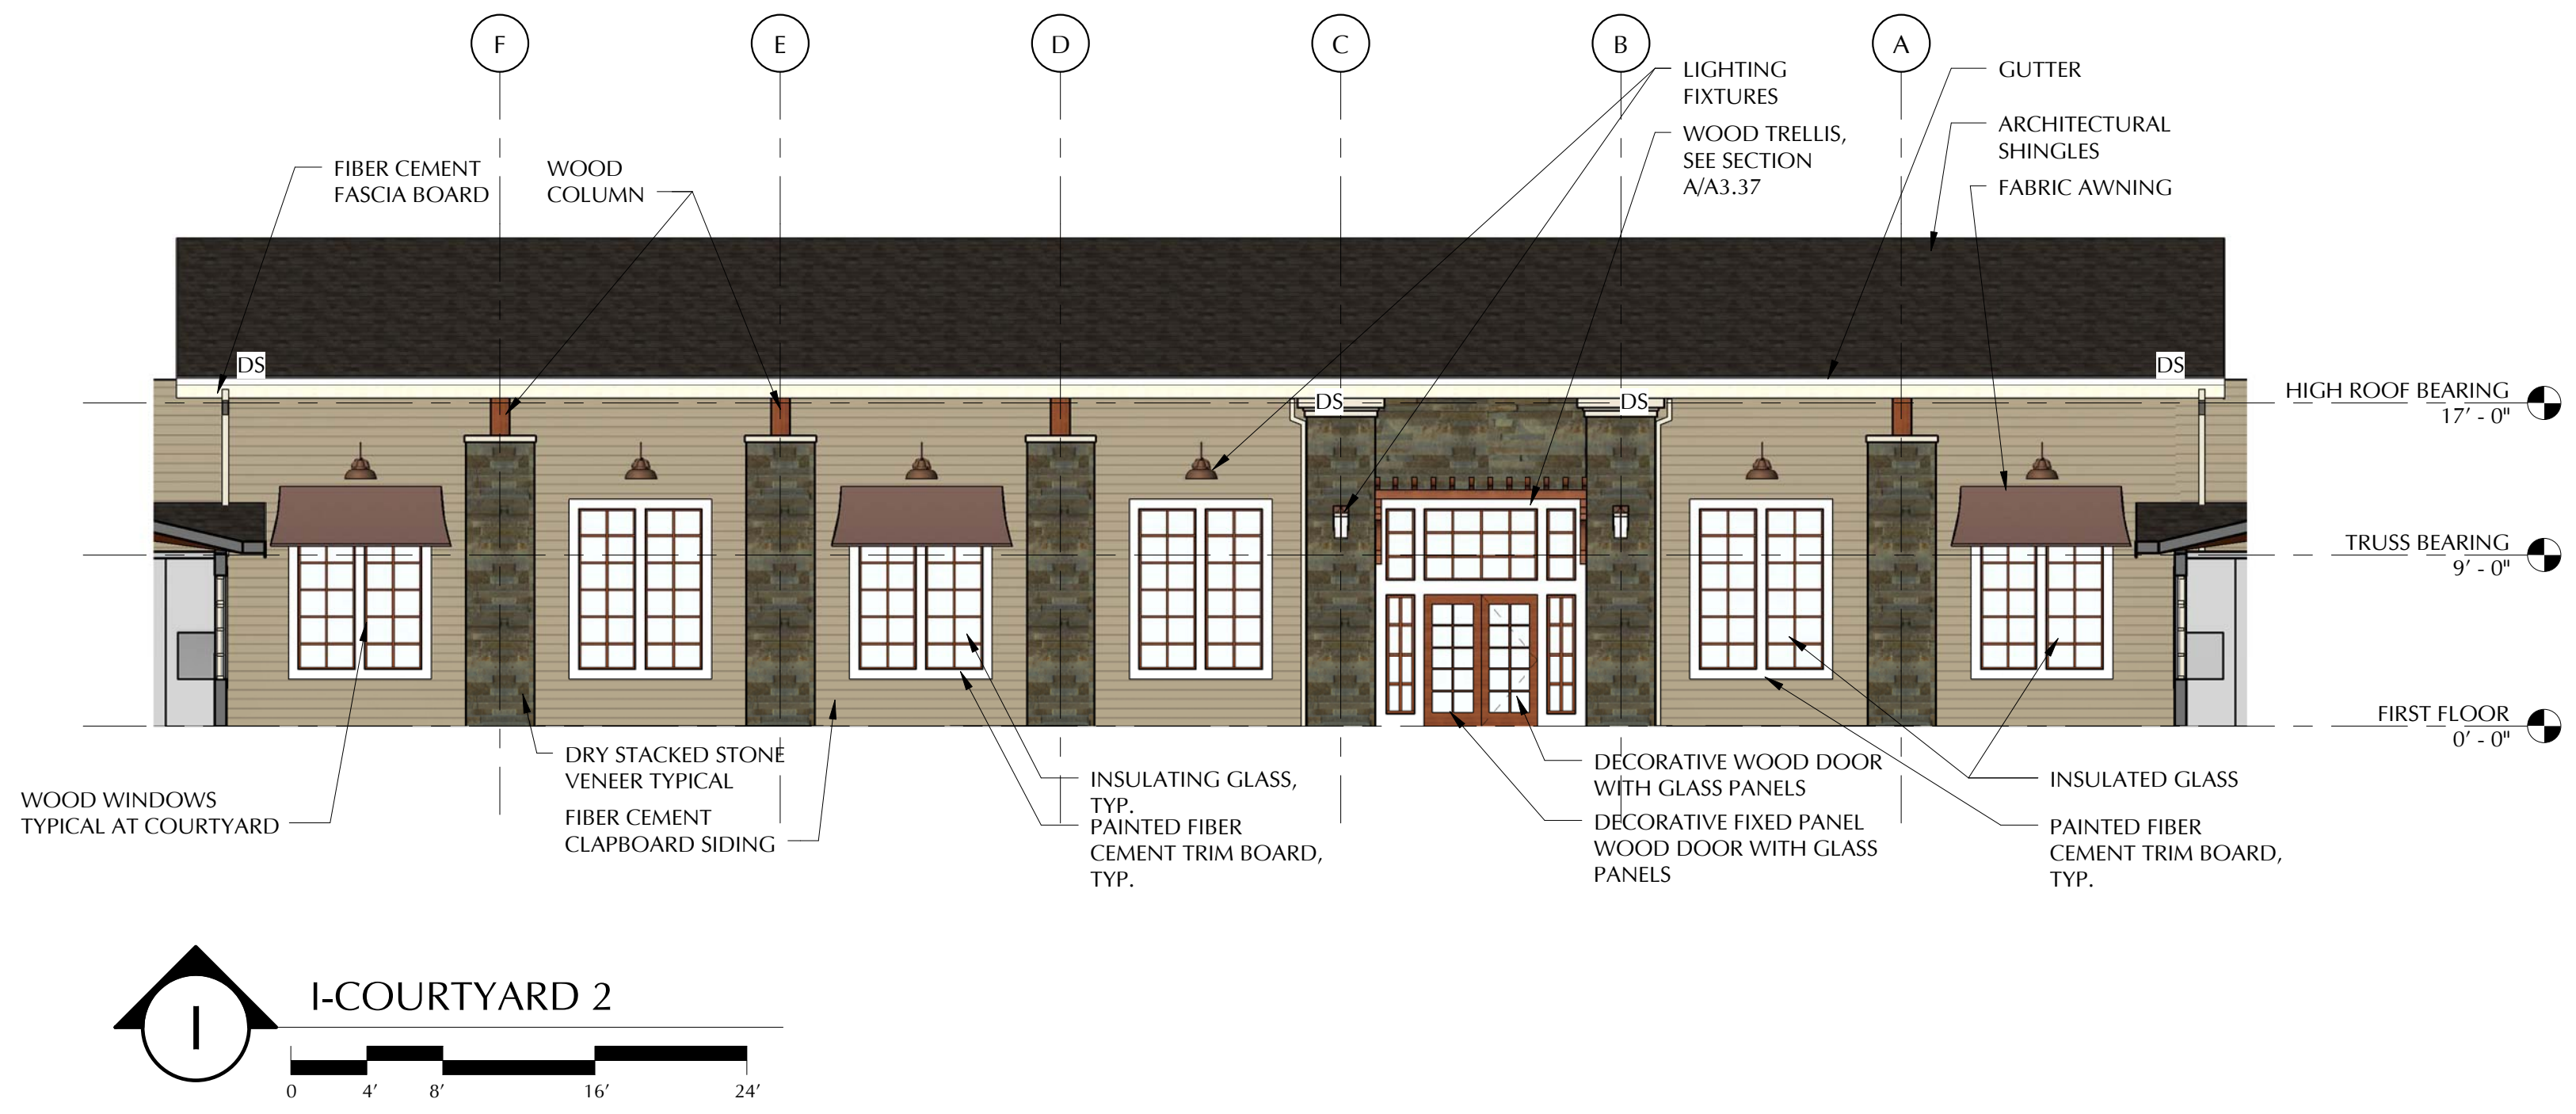 F
E
D
C
B
A
LIGHTING
FIXTURES
GUTTER
WOOD TRELLIS,
SEE SECTION
A/A3.37
ARCHITECTURAL
SHINGLES
FABRIC AWNING
FIBER CEMENT
FASCIA BOARD
WOOD
COLUMN
DS
DS
DS
DS
HIGH ROOF BEARING
17' - 0"
TRUSS BEARING
9' - 0"
FIRST FLOOR
0' - 0"
WOOD WINDOWS
TYPICAL AT COURTYARD
DRY STACKED STONE
VENEER TYPICAL
FIBER CEMENT
CLAPBOARD SIDING
INSULATING GLASS,
TYP.
PAINTED FIBER
CEMENT TRIM BOARD,
TYP.
DECORATIVE WOOD DOOR
WITH GLASS PANELS
DECORATIVE FIXED PANEL
WOOD DOOR WITH GLASS
PANELS
INSULATED GLASS
PAINTED FIBER
CEMENT TRIM BOARD,
TYP.
I
I-COURTYARD 2
0 4' 8' 16' 24'